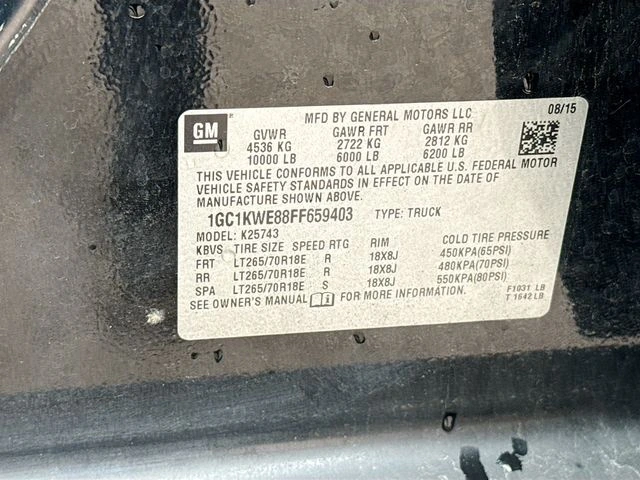 GM
MFD BY GENERAL MOTORS LLC 08/15
GVWR GAWR FRT GAWR RR
4536 KG 2722 KG 2812 KG
10000 LB 6000 LB 6200 LB
THIS VEHICLE CONFORMS TO ALL APPLICABLE U.S. FEDERAL MOTOR
VEHICLE SAFETY STANDARDS IN EFFECT ON THE DATE OF
MANUFACTURE SHOWN ABOVE.
1GC1KWE88FF659403 TYPE: TRUCK
MODEL: K25743
KBVS TIRE SIZE SPEED RTG RIM COLD TIRE PRESSURE
FRT LT265/70R18E R 18X8J 450KPA(65PSI)
RR LT265/70R18E R 18X8J 480KPA(70PSI)
SPA LT265/70R18E S 18X8J 550KPA(80PSI)
SEE OWNER'S MANUAL FOR MORE INFORMATION.
F1031 LB
T 1642 LB